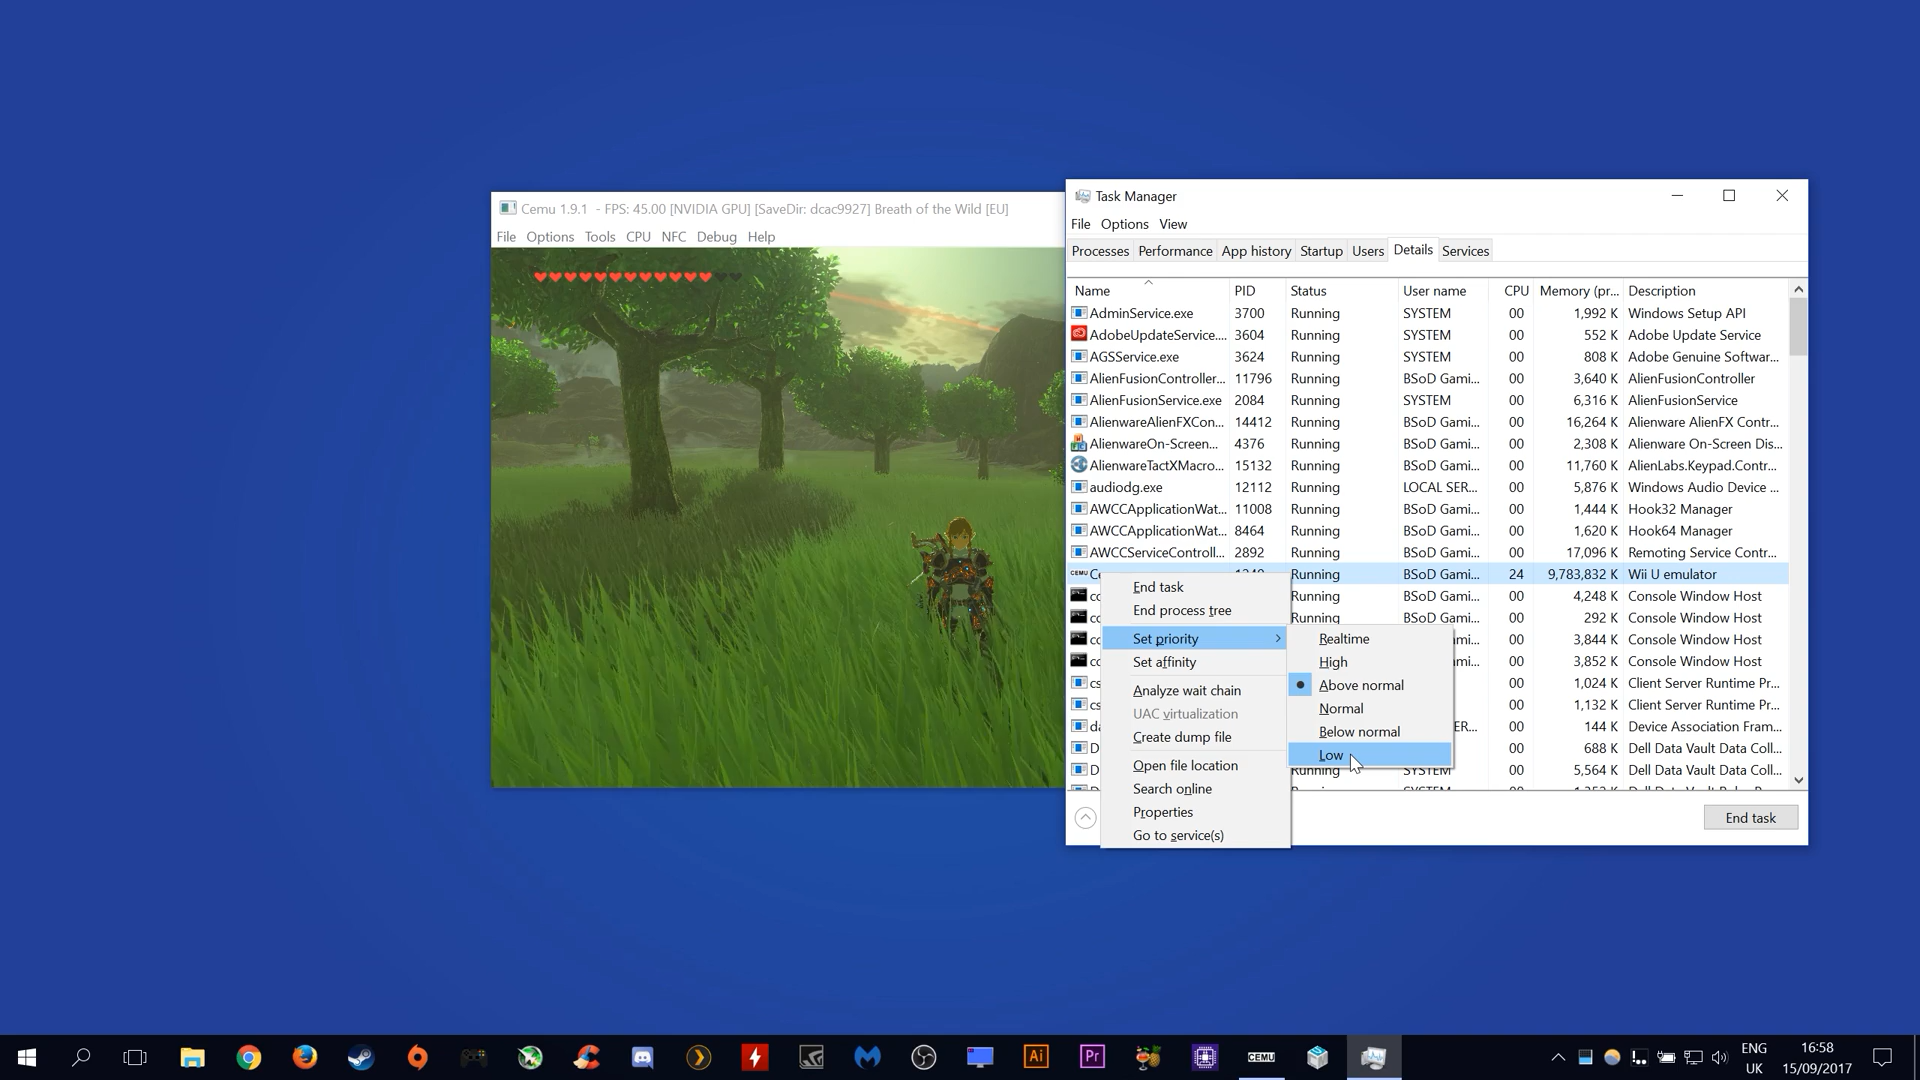 Cemu 1.9.1 - FPS: 45.00 [NVIDIA GPU] [SaveDir: dcac9927] Breath of the Wild [EU]
File Options Tools CPU NFC Debug Help
Task Manager
File Options View
Processes Performance App history Startup Users Details Services
Name PID Status User name CPU Memory (pr... Description
AdminService.exe 3700 Running SYSTEM 00 1,992 K Windows Setup API
AdobeUpdateService.... 3604 Running SYSTEM 00 552 K Adobe Update Service
AGSService.exe 3624 Running SYSTEM 00 808 K Adobe Genuine Softwar...
AlienFusionController... 11796 Running BSoD Gami... 00 3,640 K AlienFusionController
AlienFusionService.exe 2084 Running SYSTEM 00 6,316 K AlienFusionService
AlienwareAlienFXCon... 14412 Running BSoD Gami... 00 16,264 K Alienware AlienFX Contr...
AlienwareOn-Screen... 4376 Running BSoD Gami... 00 2,308 K Alienware On-Screen Dis...
AlienwareTactXMacro... 15132 Running BSoD Gami... 00 11,760 K AlienLabs.Keypad.Contr...
audiodg.exe 12112 Running LOCAL SER... 00 5,876 K Windows Audio Device ...
AWCCApplicationWat... 11008 Running BSoD Gami... 00 1,444 K Hook32 Manager
AWCCApplicationWat... 8464 Running BSoD Gami... 00 1,620 K Hook64 Manager
AWCCServiceControll... 2892 Running BSoD Gami... 00 17,096 K Remoting Service Contr...
CEMU Running BSoD Gami... 24 9,783,832 K Wii U emulator
Running BSoD Gami... 00 4,248 K Console Window Host
Running BSoD Gami... 00 292 K Console Window Host
00 3,844 K Console Window Host
00 3,852 K Console Window Host
00 1,024 K Client Server Runtime Pr...
00 1,132 K Client Server Runtime Pr...
00 144 K Device Association Fram...
00 688 K Dell Data Vault Data Coll...
Running SYSTEM 00 5,564 K Dell Data Vault Data Coll...
End task
End process tree
Set priority
Set affinity
Analyze wait chain
UAC virtualization
Create dump file
Open file location
Search online
Properties
Go to service(s)
Realtime
High
Above normal
Normal
Below normal
Low
End task
Ai
Pr
CEMU
ENG
UK
16:58
15/09/2017